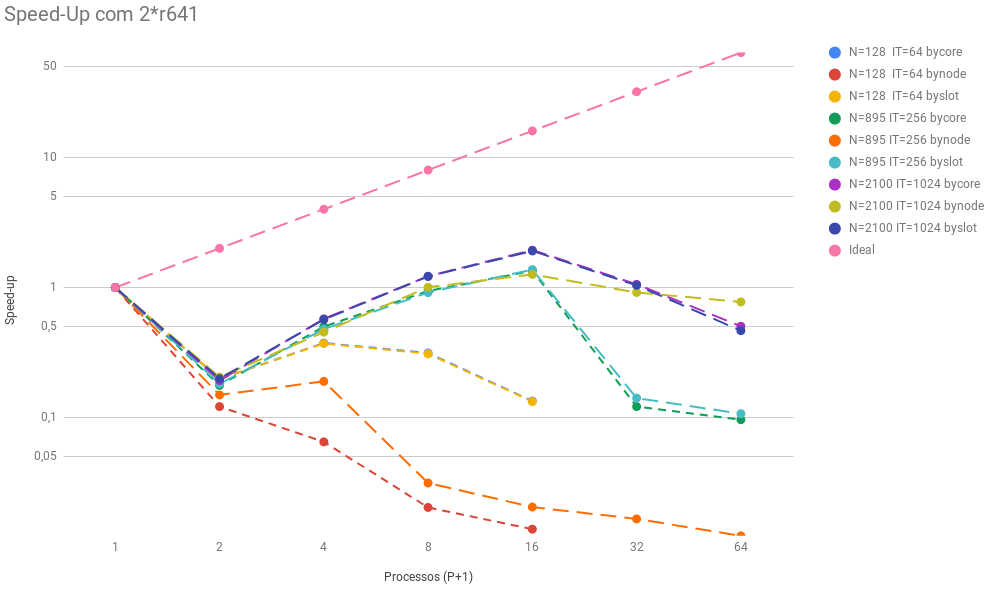 Speed-Up com 2*r641
Speed-up
50
10
5
1
0,5
0,1
0,05
1
2
4
8
16
32
64
Processos (P+1)
N=128  IT=64 bycore
N=128  IT=64 bynode
N=128  IT=64 byslot
N=895 IT=256 bycore
N=895 IT=256 bynode
N=895 IT=256 byslot
N=2100 IT=1024 bycore
N=2100 IT=1024 bynode
N=2100 IT=1024 byslot
Ideal